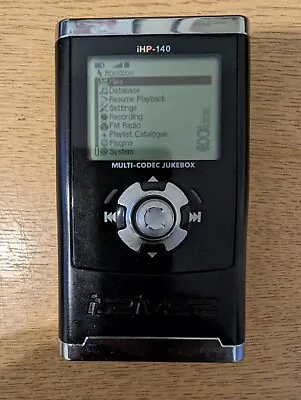 iHP-140
Rockbox
Files
Database
Resume Playback
Settings
Recording
FM Radio
Playlist Catalogue
Plugins
System
MULTI-CODEC JUKEBOX
iriver